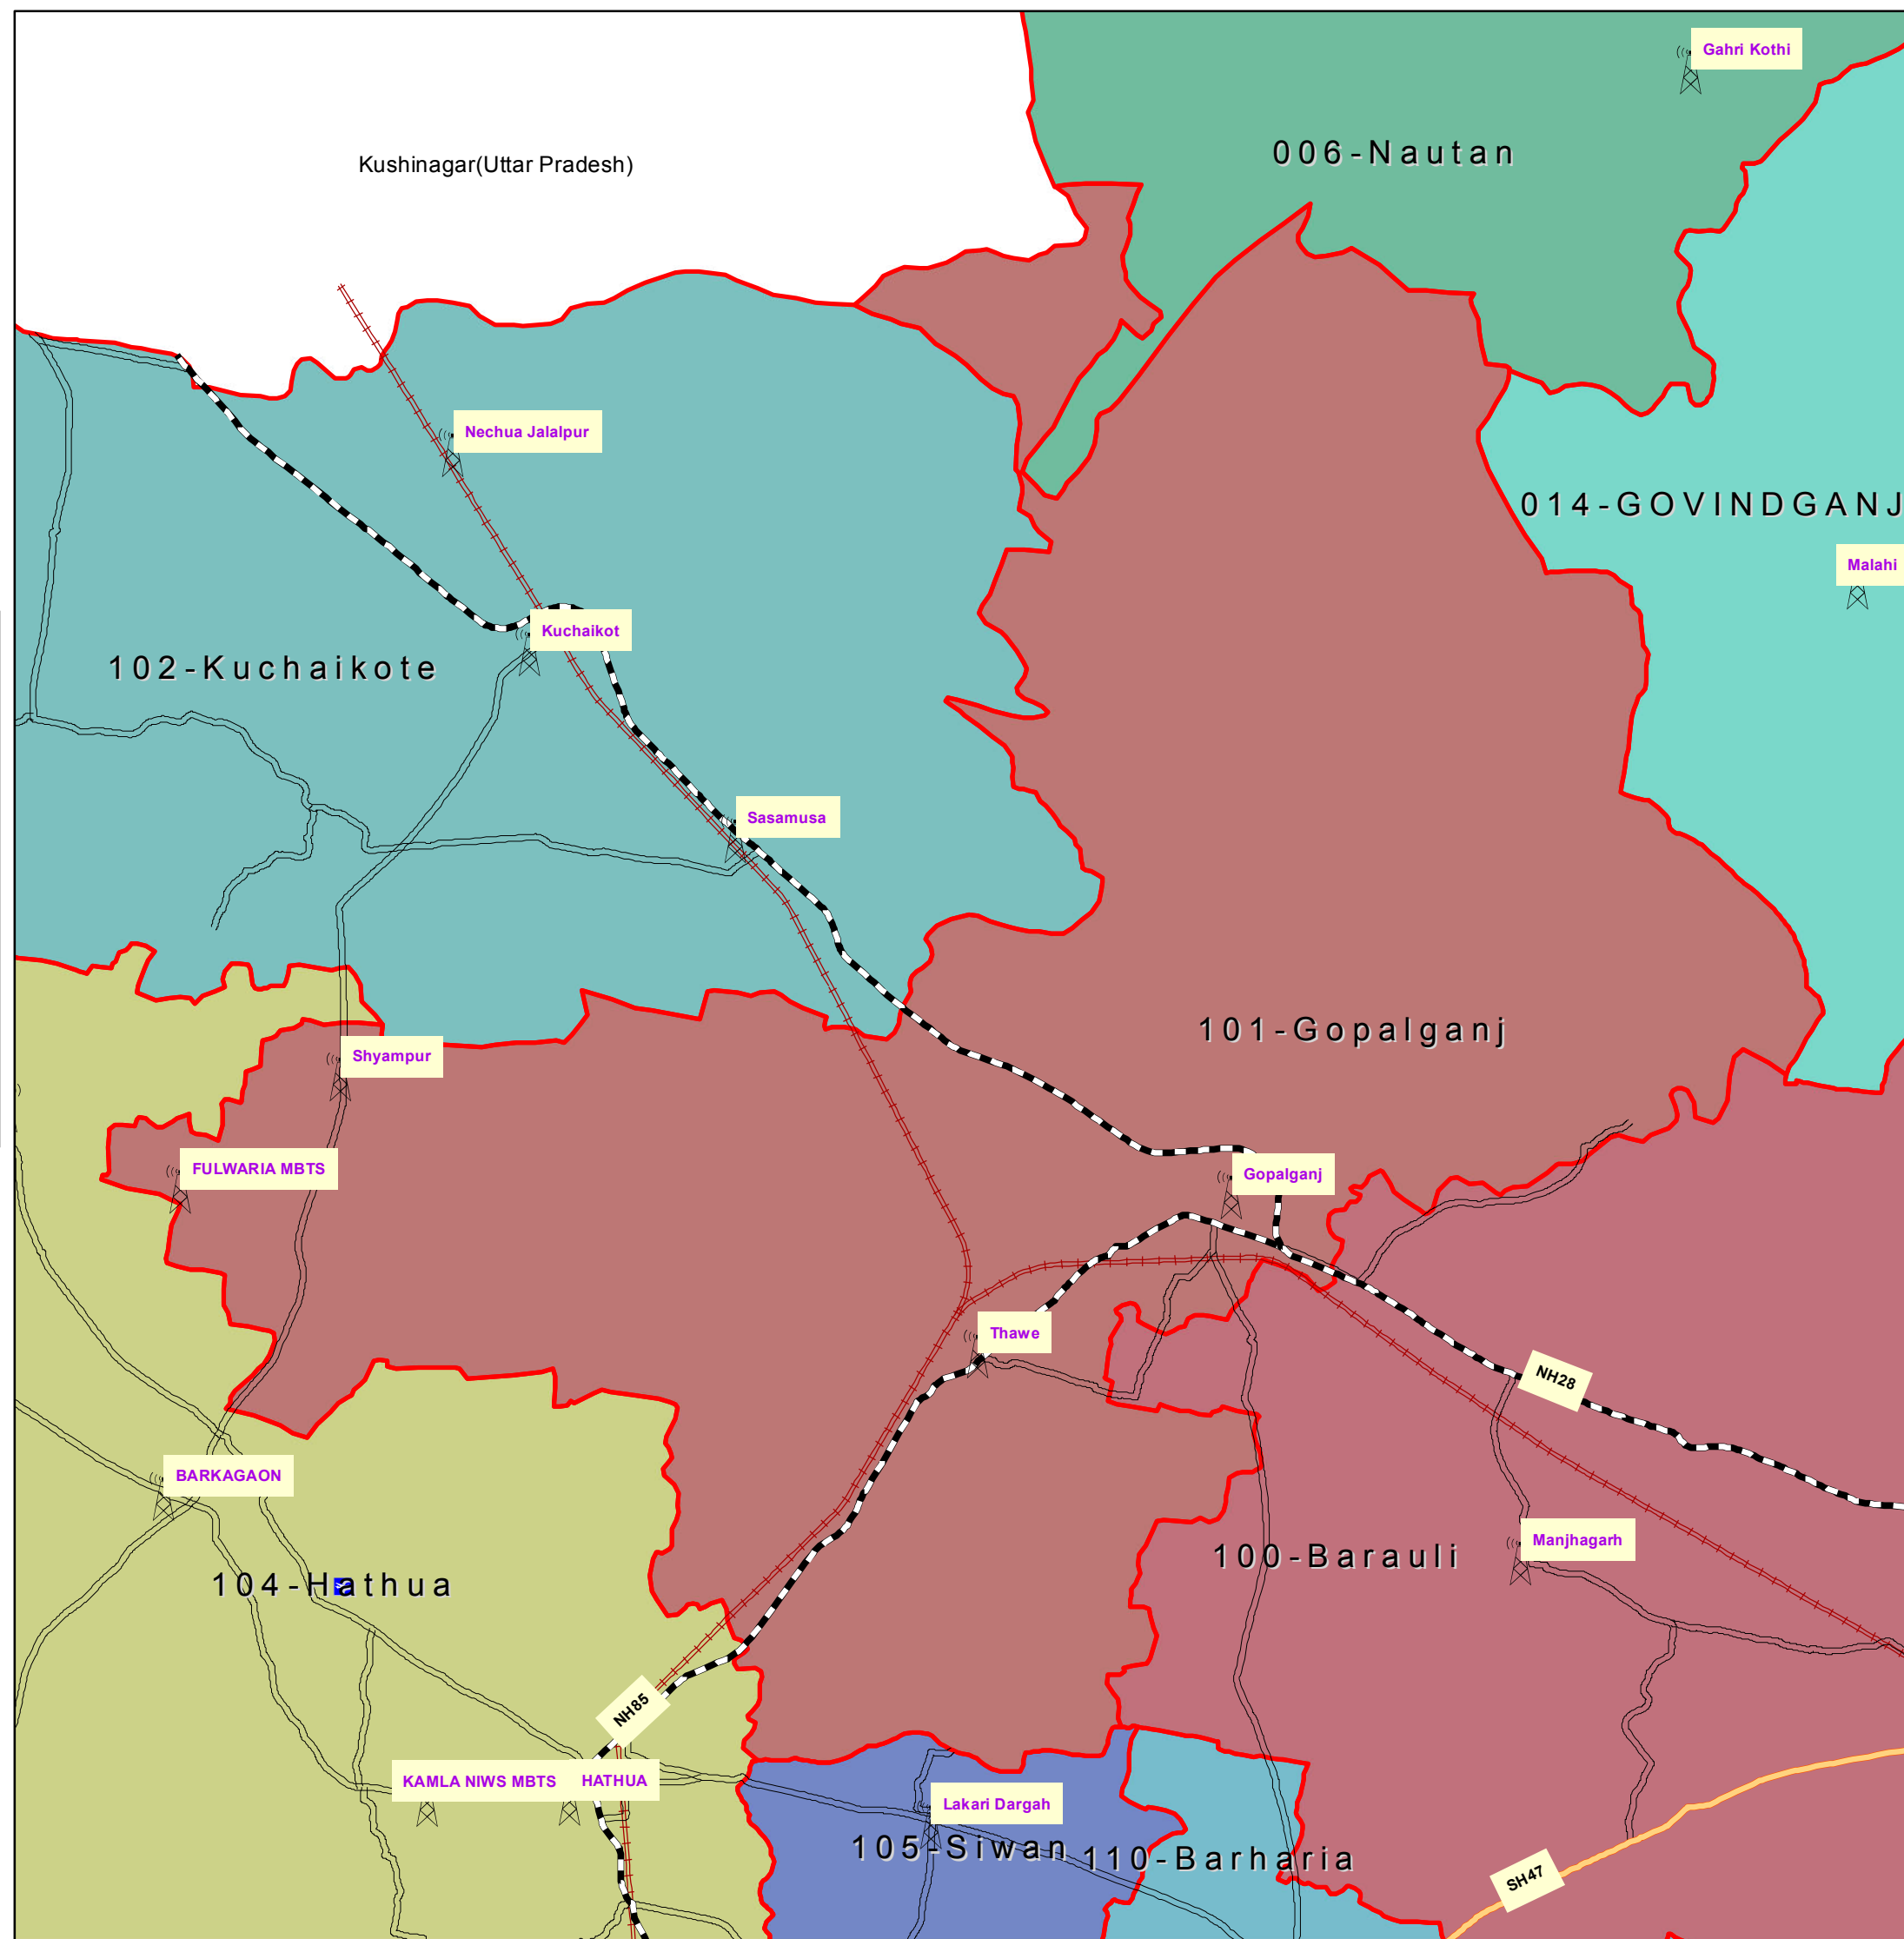 Gahri Kothi
006-Nautan
Kushinagar(Uttar Pradesh)
Nechua Jalalpur
014-GOVINDGANJ
Malahi
Kuchaikot
102-Kuchaikote
Sasamusa
101-Gopalganj
Shyampur
FULWARIA MBTS
Gopalganj
Thawe
NH28
BARKAGAON
Manjhagarh
100-Barauli
104-Hathua
NH85
KAMLA NIWS MBTS
HATHUA
Lakari Dargah
105-Siwan
110-Barharia
SH47